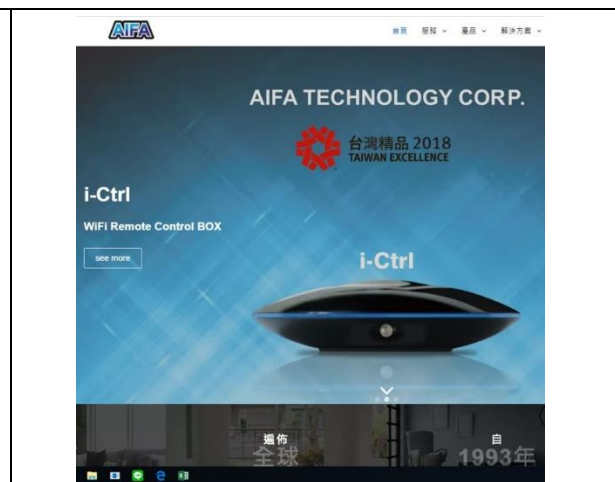 AIFA
首頁 服務 產品 解決方案
AIFA TECHNOLOGY CORP.
台灣精品 2018
TAIWAN EXCELLENCE
i-Ctrl
WiFi Remote Control BOX
see more
i-Ctrl
遍佈
全球
自
1993年